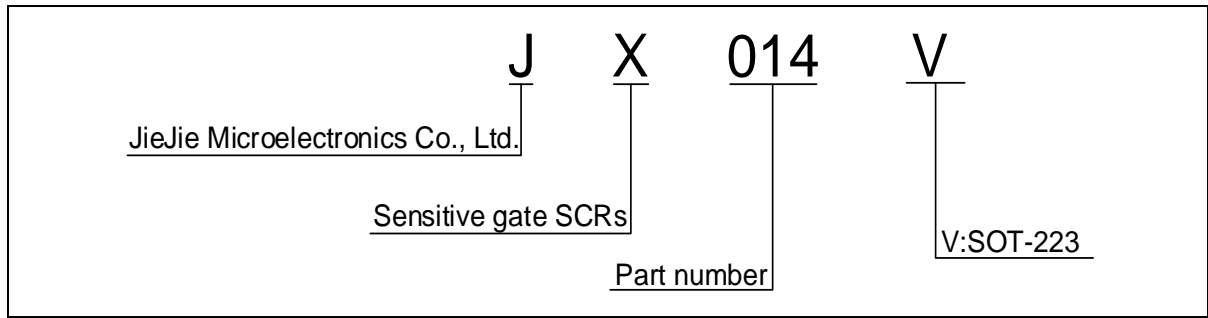 J X 014 V
JieJie Microelectronics Co., Ltd.
Sensitive gate SCRs
V:SOT-223
Part number